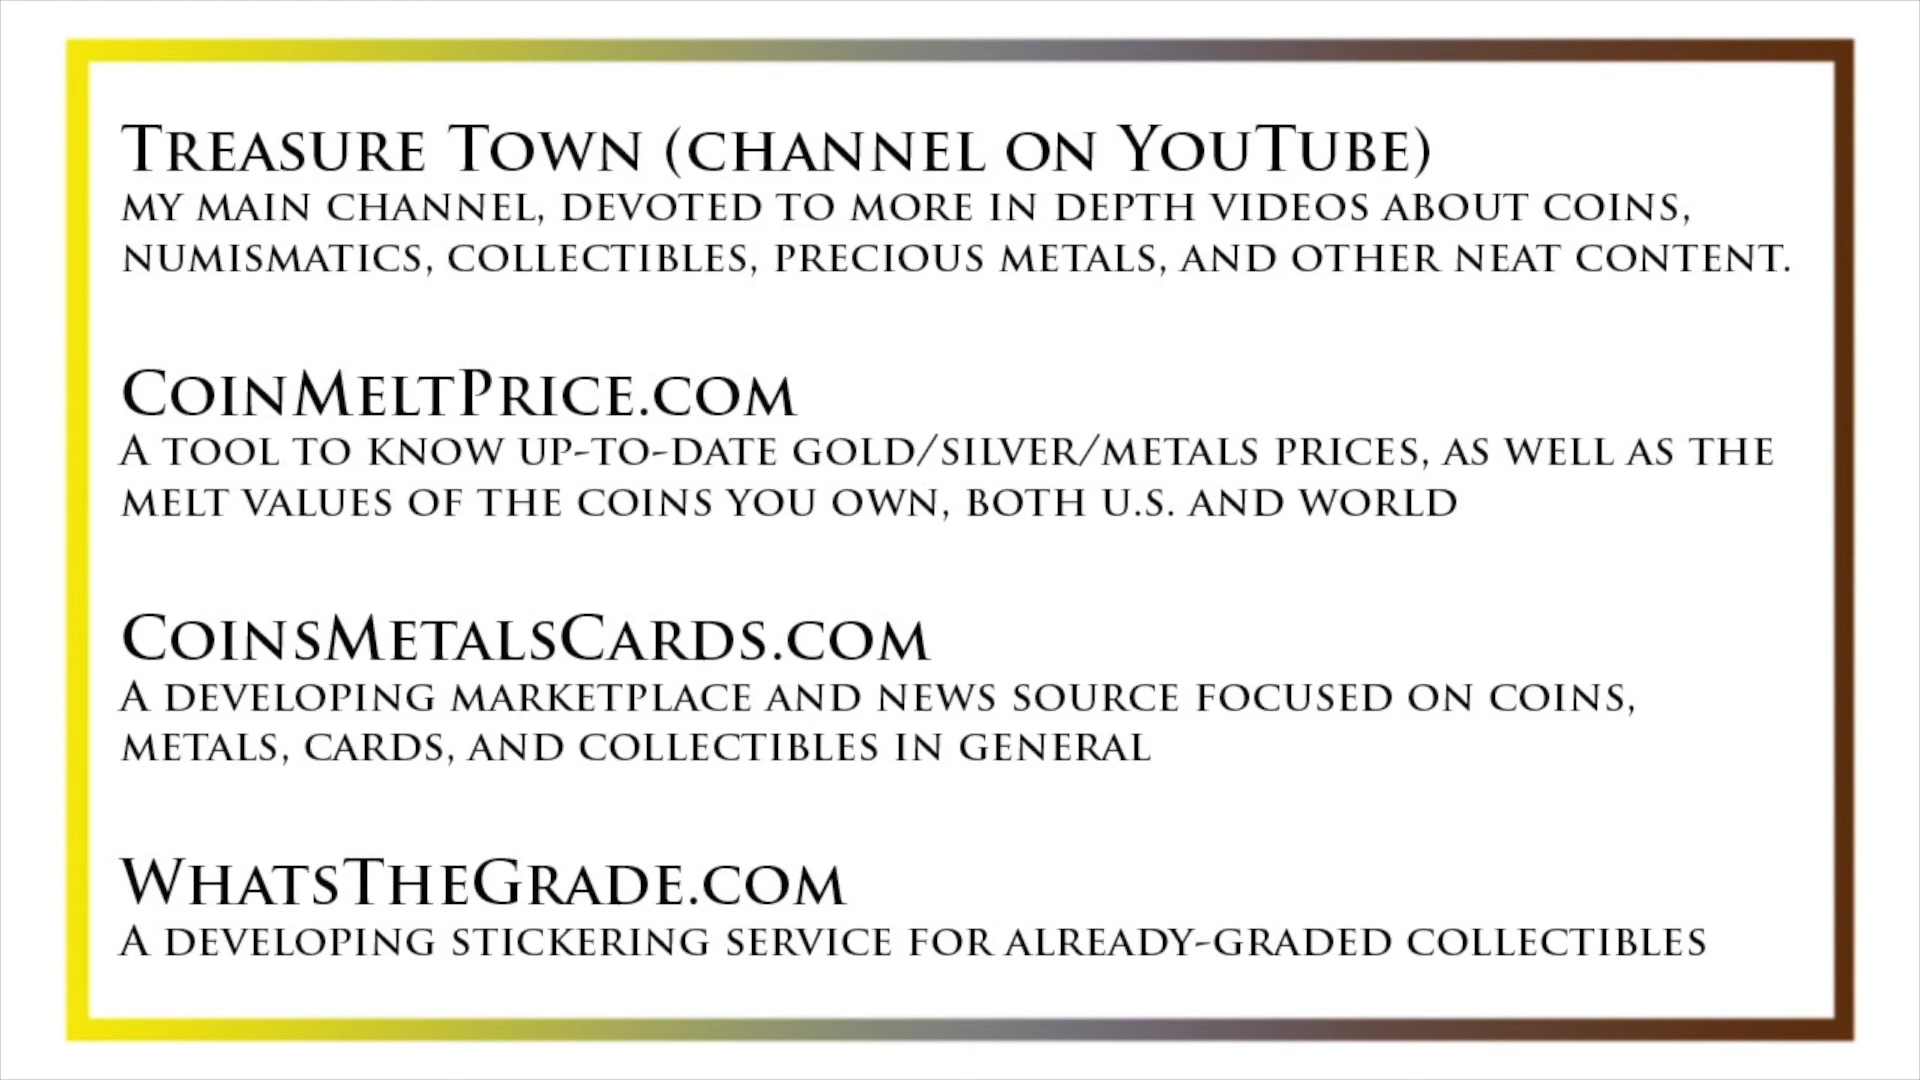 Treasure Town (channel on YouTube)
my main channel, devoted to more in depth videos about coins,
numismatics, collectibles, precious metals, and other neat content.
CoinMeltPrice.com
A tool to know up-to-date gold/silver/metals prices, as well as the
melt values of the coins you own, both U.S. and world
CoinsMetalsCards.com
A developing marketplace and news source focused on coins,
metals, cards, and collectibles in general
WhatsTheGrade.com
A developing stickering service for already-graded collectibles